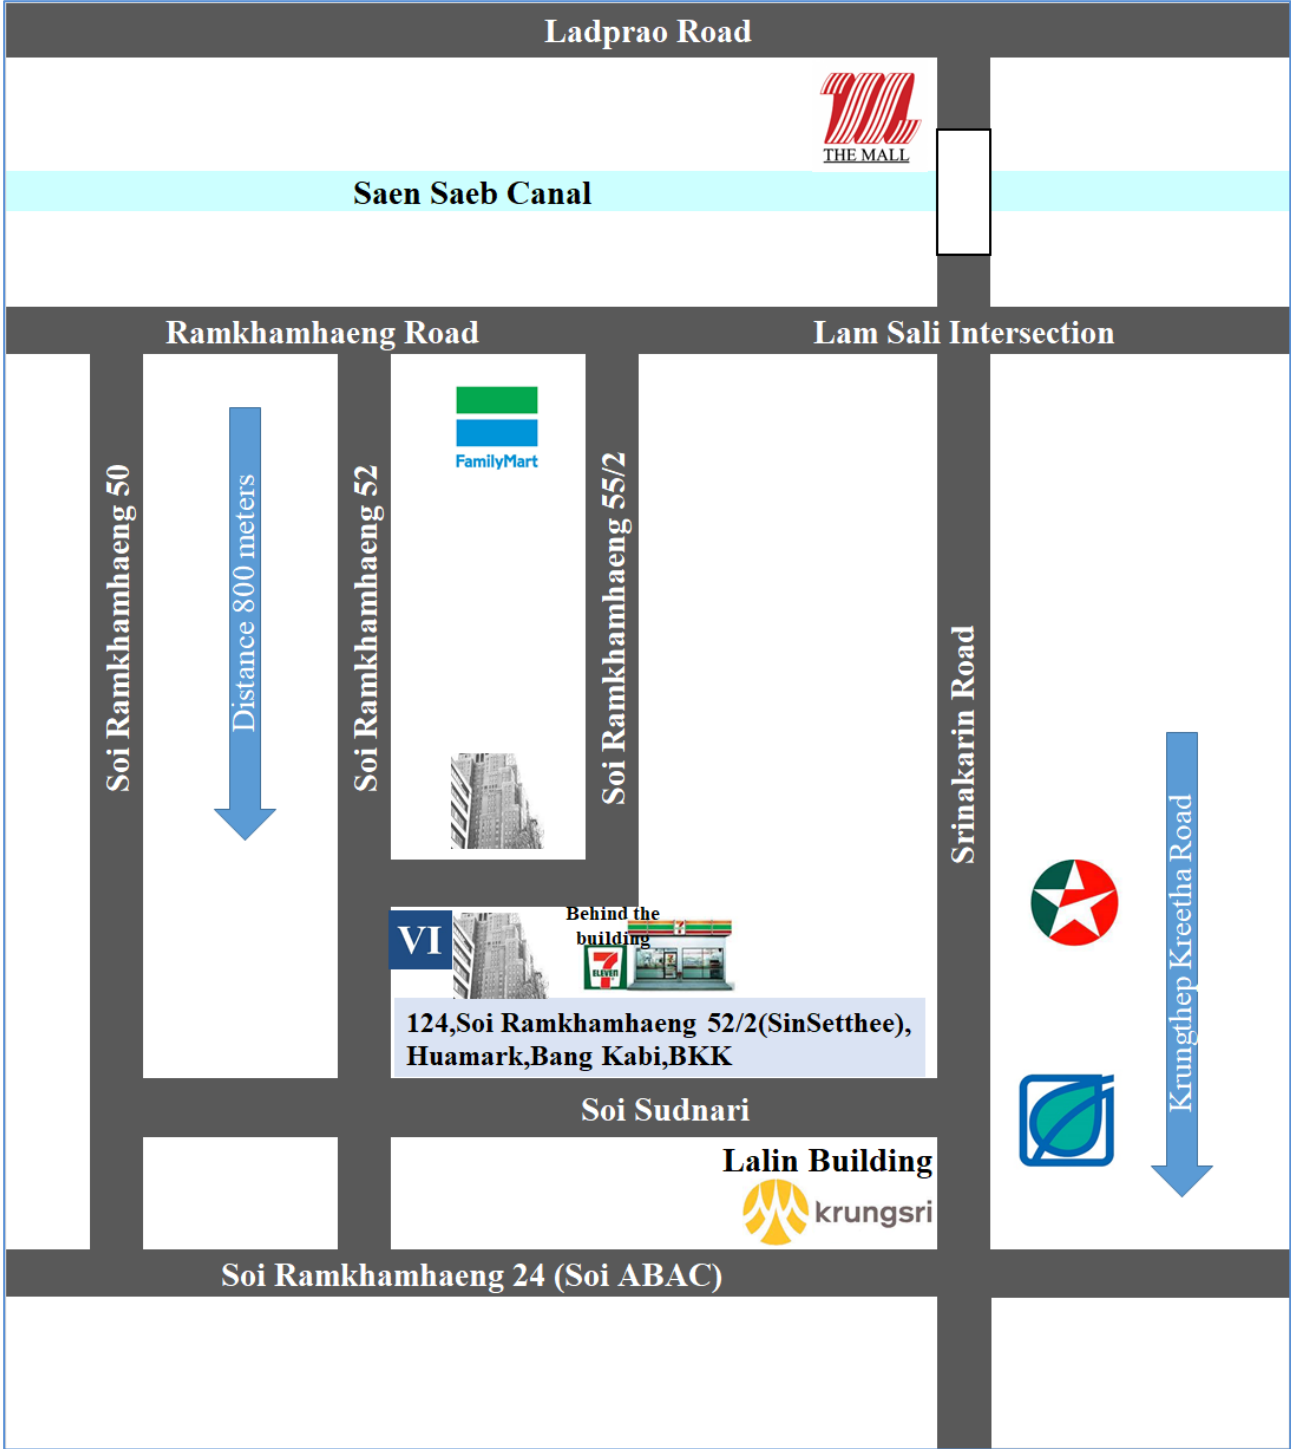 Ladprao Road
THE MALL
Saen Saeb Canal
Ramkhamhaeng Road
Lam Sali Intersection
FamilyMart
Soi Ramkhamhaeng 50
Distance 800 meters
Soi Ramkhamhaeng 52
Soi Ramkhamhaeng 55/2
Srinakarin Road
Krungthep Kreetha Road
VI
Behind the
building
7
ELEVEN
124,Soi Ramkhamhaeng 52/2(SinSetthee),
Huamark,Bang Kabi,BKK
Soi Sudnari
Lalin Building
krungsri
Soi Ramkhamhaeng 24 (Soi ABAC)